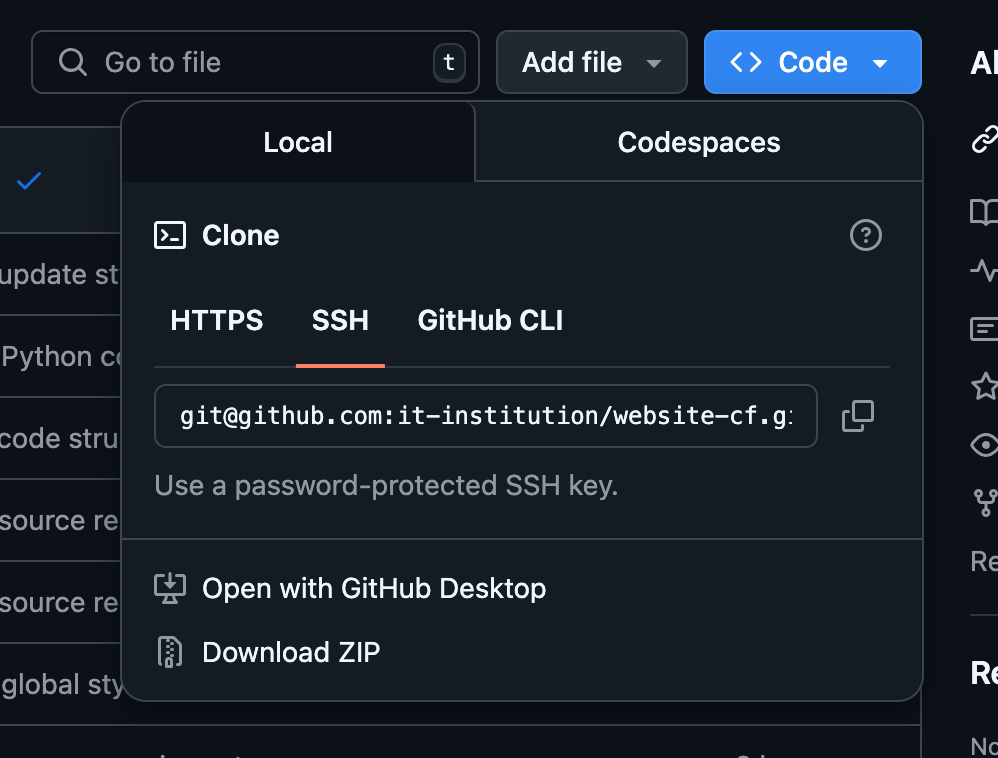 Go to file
t
Add file
Code
Local
Codespaces
Clone
HTTPS
SSH
GitHub CLI
git@github.com:it-institution/website-cf.g
Use a password-protected SSH key.
Open with GitHub Desktop
Download ZIP
update st
Python co
code stru
source re
source re
global sty
Re
Re
No